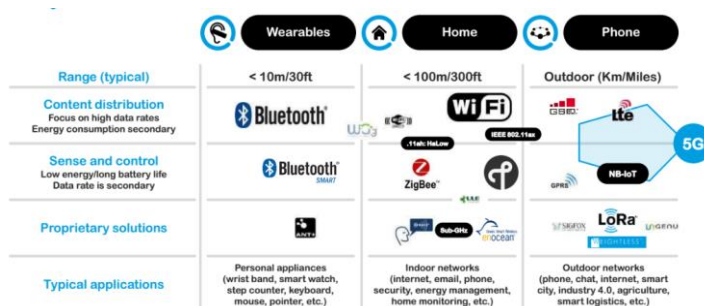 Wearables
Home
Phone
Range (typical)
< 10m/30ft
< 100m/300ft
Outdoor (Km/Miles)
Content distribution
Focus on high data rates
Energy consumption secondary
Bluetooth
WiFi
GSM
lte
IEEE 802.11ax
.11ah: HaLow
5G
Sense and control
Low energy/long battery life
Data rate is secondary
Bluetooth
SMART
ZigBee
GPRS
NB-IoT
ULE
Proprietary solutions
ANT+
Sub-GHz
enocean
SIGFOX
LoRa
INGENU
WEIGHTLESS
Typical applications
Personal appliances
(wrist band, smart watch,
step counter, keyboard,
mouse, pointer, etc.)
Indoor networks
(internet, email, phone,
security, energy management,
home monitoring, etc.)
Outdoor networks
(phone, chat, internet, smart
city, industry 4.0, agriculture,
smart logistics, etc.)